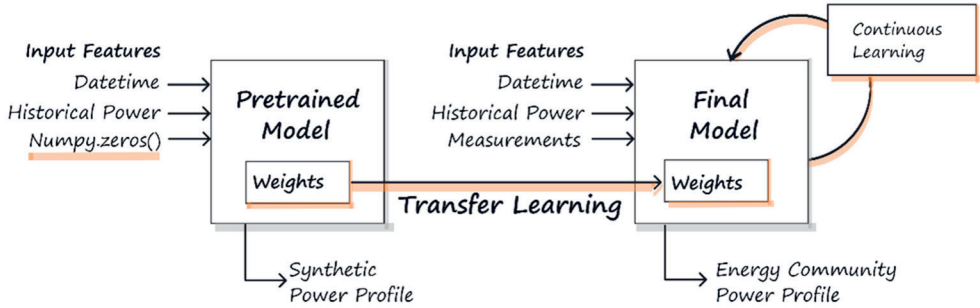 Input Features
Datetime
Historical Power
Numpy.zeros()
Pretrained
Model
Weights
Synthetic
Power Profile
Transfer Learning
Input Features
Datetime
Historical Power
Measurements
Final
Model
Weights
Energy Community
Power Profile
Continuous
Learning